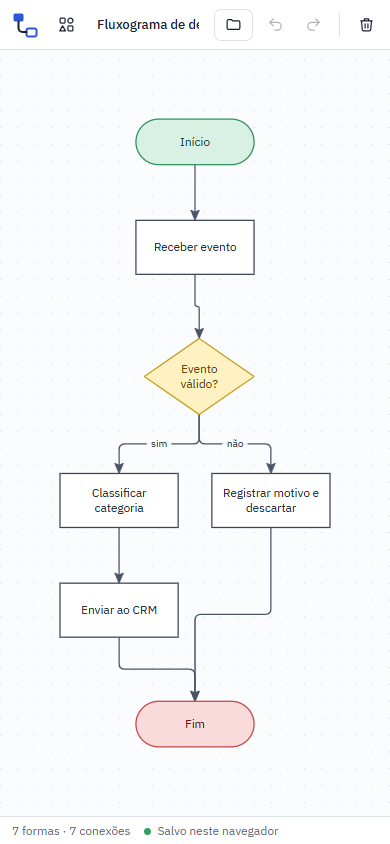 Fluxograma de de
Início
Receber evento
Evento
válido?
sim
não
Classificar
categoria
Registrar motivo e
descartar
Enviar ao CRM
Fim
7 formas · 7 conexões
Salvo neste navegador